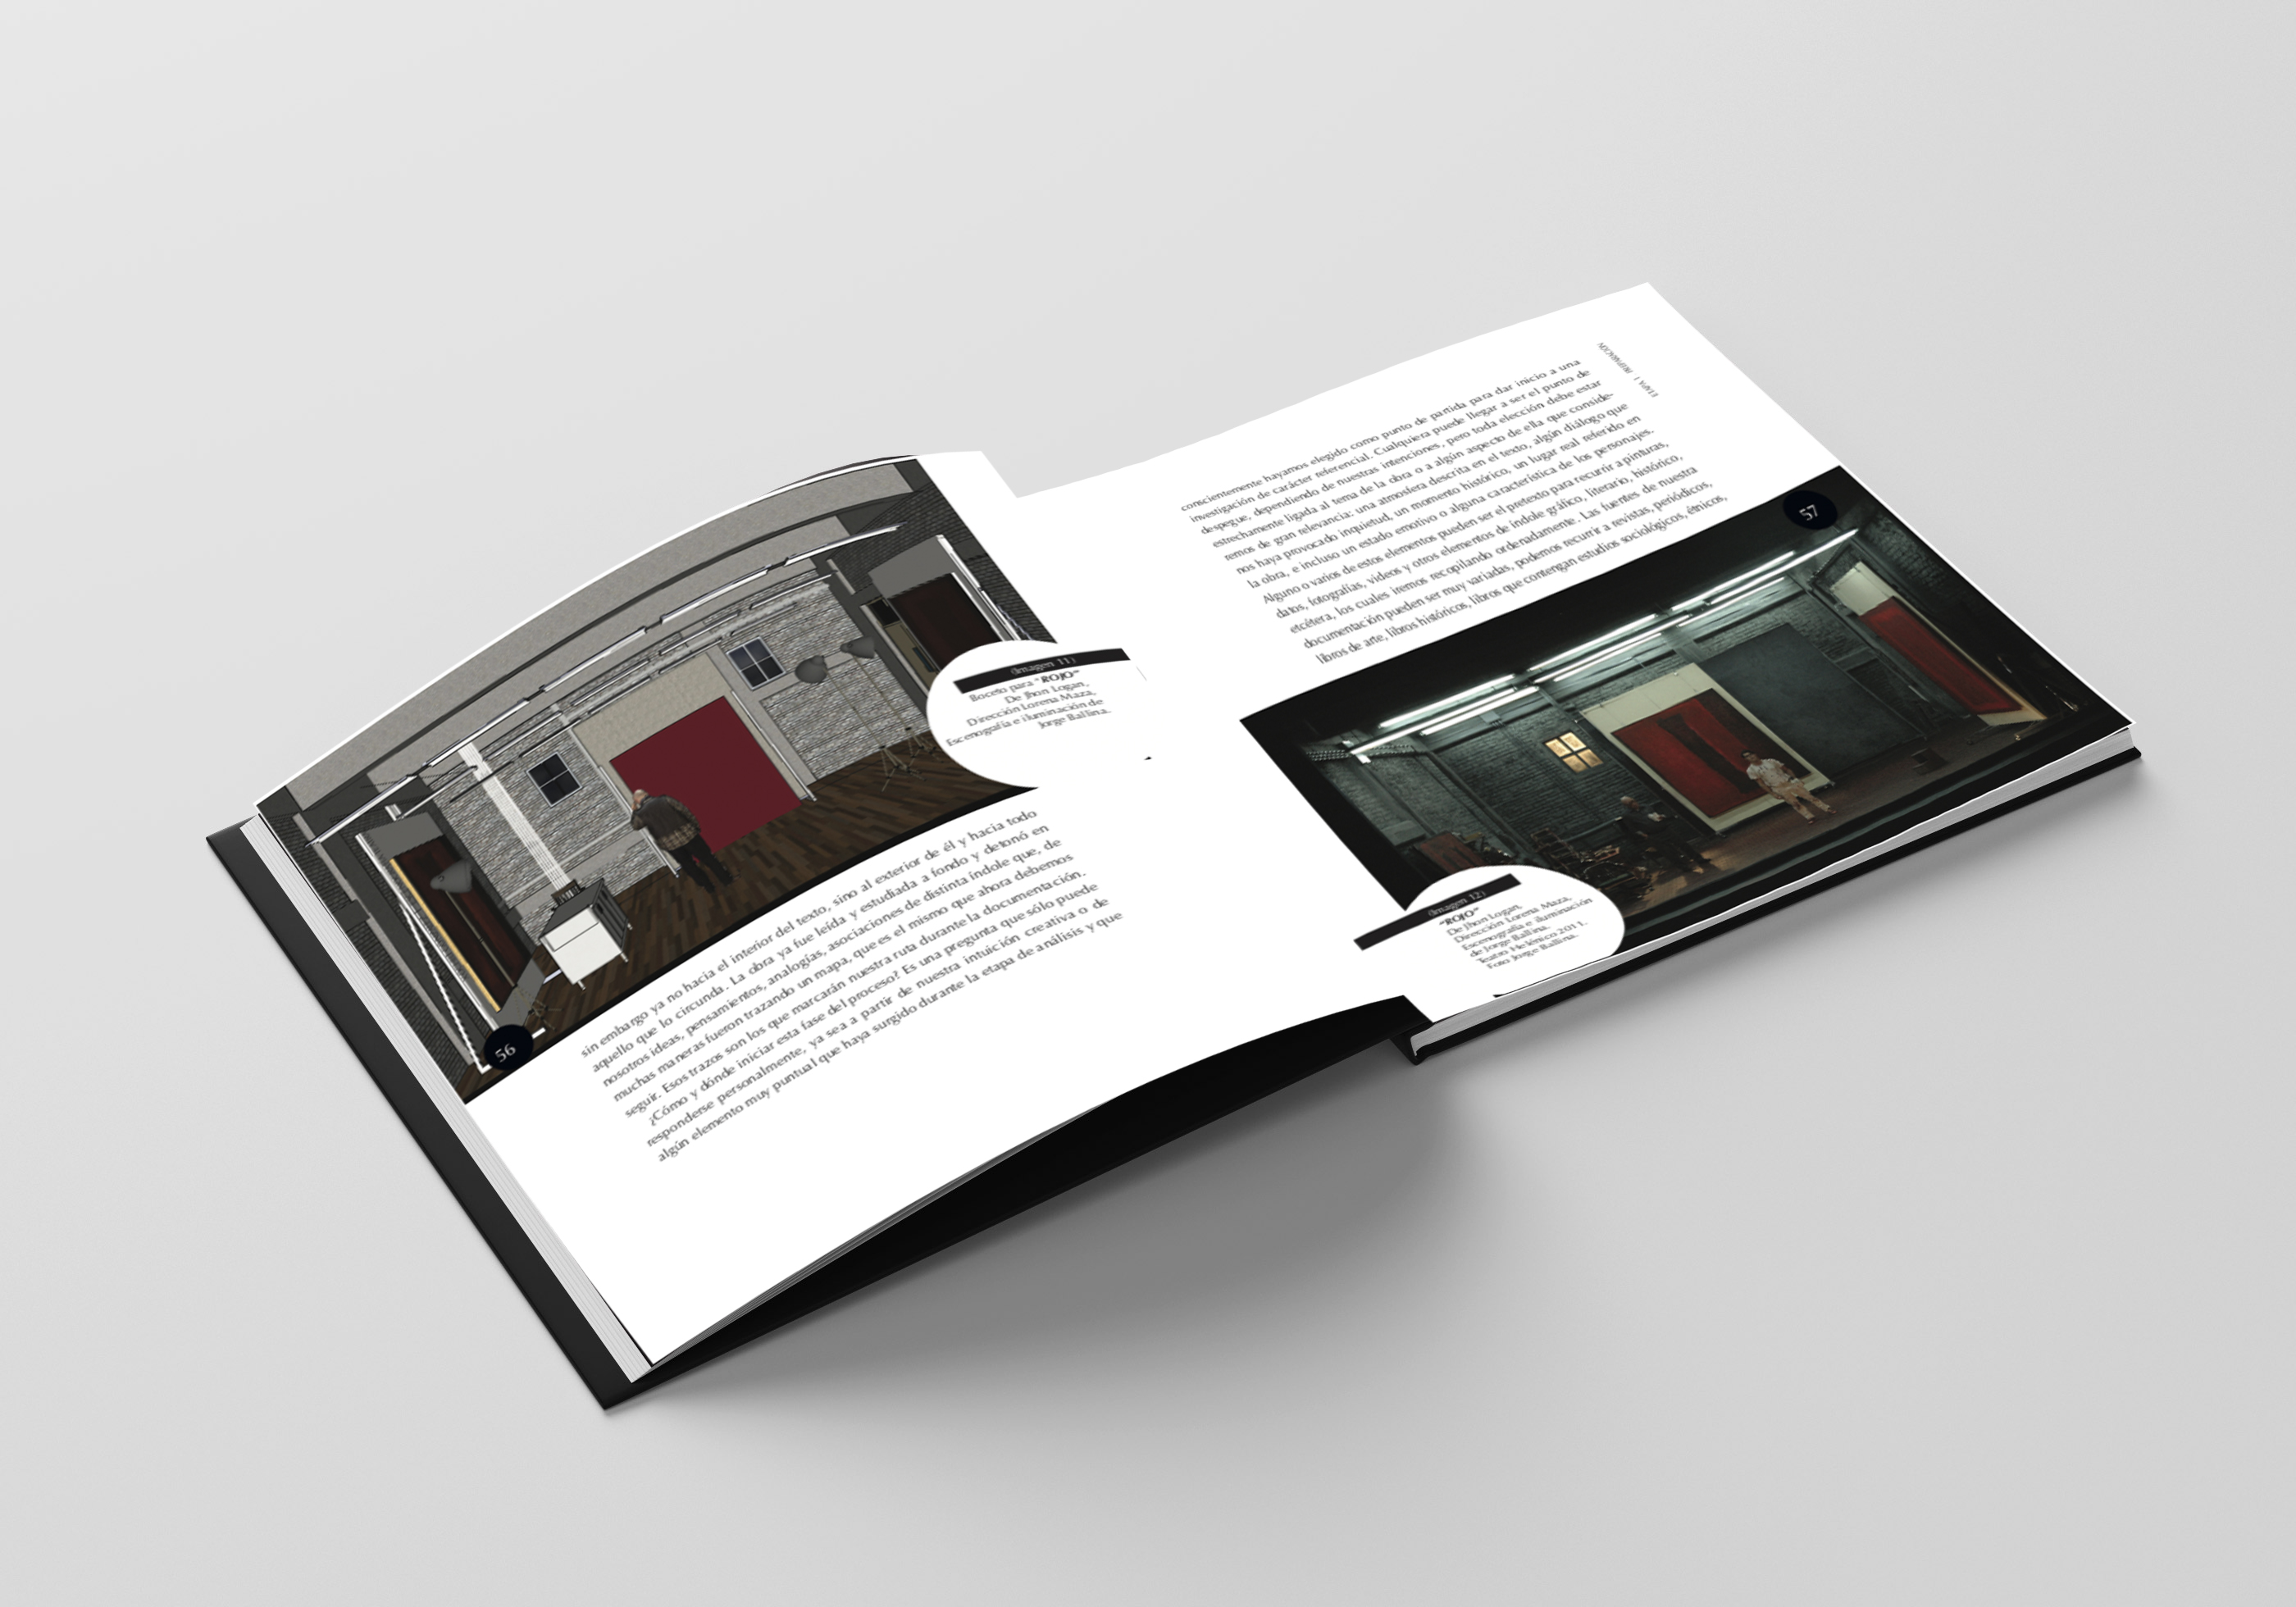 (Imagen 11)
Boceto para "ROJO"
De Jhon Logan,
Dirección Lorena Maza,
Escenografía e iluminación de
Jorge Ballina.
sin embargo ya no hacia el interior del texto, sino al exterior de él y hacia todo
aquello que lo circunda. La obra ya fue leída y estudiada a fondo y detonó en
nosotros ideas, pensamientos, analogías, asociaciones de distinta índole que, de
muchas maneras fueron trazando un mapa, que es el mismo que ahora debemos
seguir. Esos trazos son los que marcarán nuestra ruta durante la documentación.
¿Cómo y dónde iniciar esta fase del proceso? Es una pregunta que sólo puede
responderse personalmente, ya sea a partir de nuestra intuición creativa o de
algún elemento muy puntual que haya surgido durante la etapa de análisis y que
56
ETAPA 1 PREPARACIÓN
conscientemente hayamos elegido como punto de partida para dar inicio a una
investigación de carácter referencial. Cualquiera puede llegar a ser el punto de
despegue, dependiendo de nuestras intenciones, pero toda elección debe estar
estrechamente ligada al tema de la obra o a algún aspecto de ella que conside-
remos de gran relevancia: una atmosfera descrita en el texto, algún diálogo que
nos haya provocado inquietud, un momento histórico, un lugar real referido en
la obra, e incluso un estado emotivo o alguna característica de los personajes.
Alguno o varios de estos elementos pueden ser el pretexto para recurrir a pinturas,
datos, fotografías, videos y otros elementos de índole gráfico, literario, histórico,
etcétera, los cuales iremos recopilando ordenadamente. Las fuentes de nuestra
documentación pueden ser muy variadas, podemos recurrir a revistas, periódicos,
libros de arte, libros históricos, libros que contengan estudios sociológicos, étnicos,
57
(Imagen 12)
"ROJO"
De Jhon Logan,
Dirección Lorena Maza,
Escenografía e iluminación
de Jorge Ballina.
Teatro Helénico 2011.
Foto Jorge Ballina.